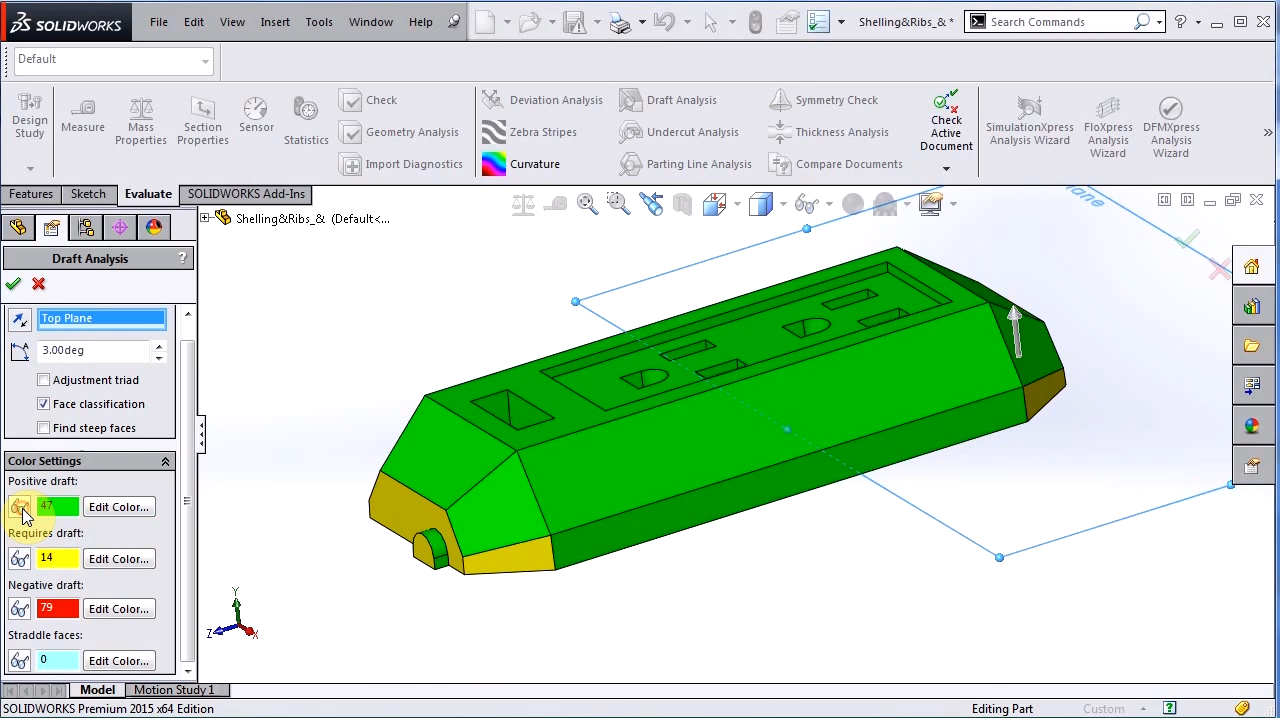 SOLIDWORKS File Edit View Insert Tools Window Help Shelling&Ribs_& * Search Commands ?
Default
Design Study
Measure
Mass Properties
Section Properties
Sensor
Statistics
Check
Geometry Analysis
Import Diagnostics
Deviation Analysis
Zebra Stripes
Curvature
Draft Analysis
Undercut Analysis
Parting Line Analysis
Symmetry Check
Thickness Analysis
Compare Documents
Check Active Document
SimulationXpress Analysis Wizard
FloXpress Analysis Wizard
DFMXpress Analysis Wizard
Features Sketch Evaluate SOLIDWORKS Add-Ins
Shelling&Ribs_& (Default<...
Draft Analysis ?
Top Plane
3.00deg
Adjustment triad
Face classification
Find steep faces
Color Settings
Positive draft:
47 Edit Color...
Requires draft:
14 Edit Color...
Negative draft:
79 Edit Color...
Straddle faces:
0 Edit Color...
Y
Z X
Model Motion Study 1
SOLIDWORKS Premium 2015 x64 Edition Editing Part Custom ?